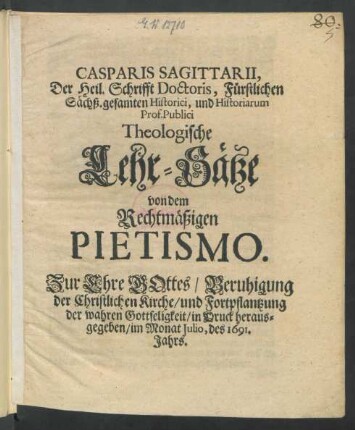 80.
5
CASPARIS SAGITTARII,
Der Heil. Schrifft Doctoris, Fürstlichen
Sächß. gesamten Historici, und Historiarum
Prof. Publici
Theologische
Lehr-Sätze
von dem
Rechtmäßigen
PIETISMO.
Zur Ehre GOttes/ Beruhigung
der Christlichen Kirche/ und Fortpflantzung
der wahren Gottseligkeit/ in Druck heraus-
gegeben/ im Monat Julio, des 1691.
Jahrs.